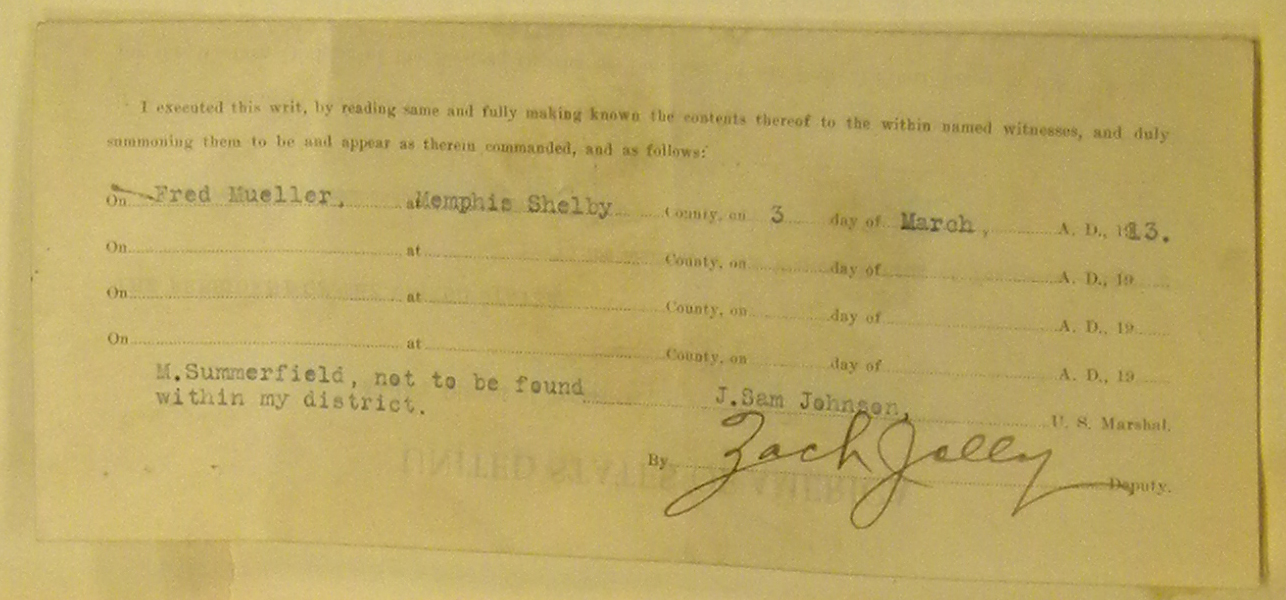 I executed this writ, by reading same and fully making known the contents thereof to the within named witnesses, and duly
summoning them to be and appear as therein commanded, and as follows:
On Fred Mueller, at Memphis Shelby County, on 3 day of March, A. D., 1913.
On at County, on day of A. D., 19
On at County, on day of A. D., 19
On at County, on day of A. D., 19
M.Summerfield, not to be found
within my district.
J.Sam Johnson, U. S. Marshal.
By Zach Jolly Deputy.
UNITED STATES OF AMERICA